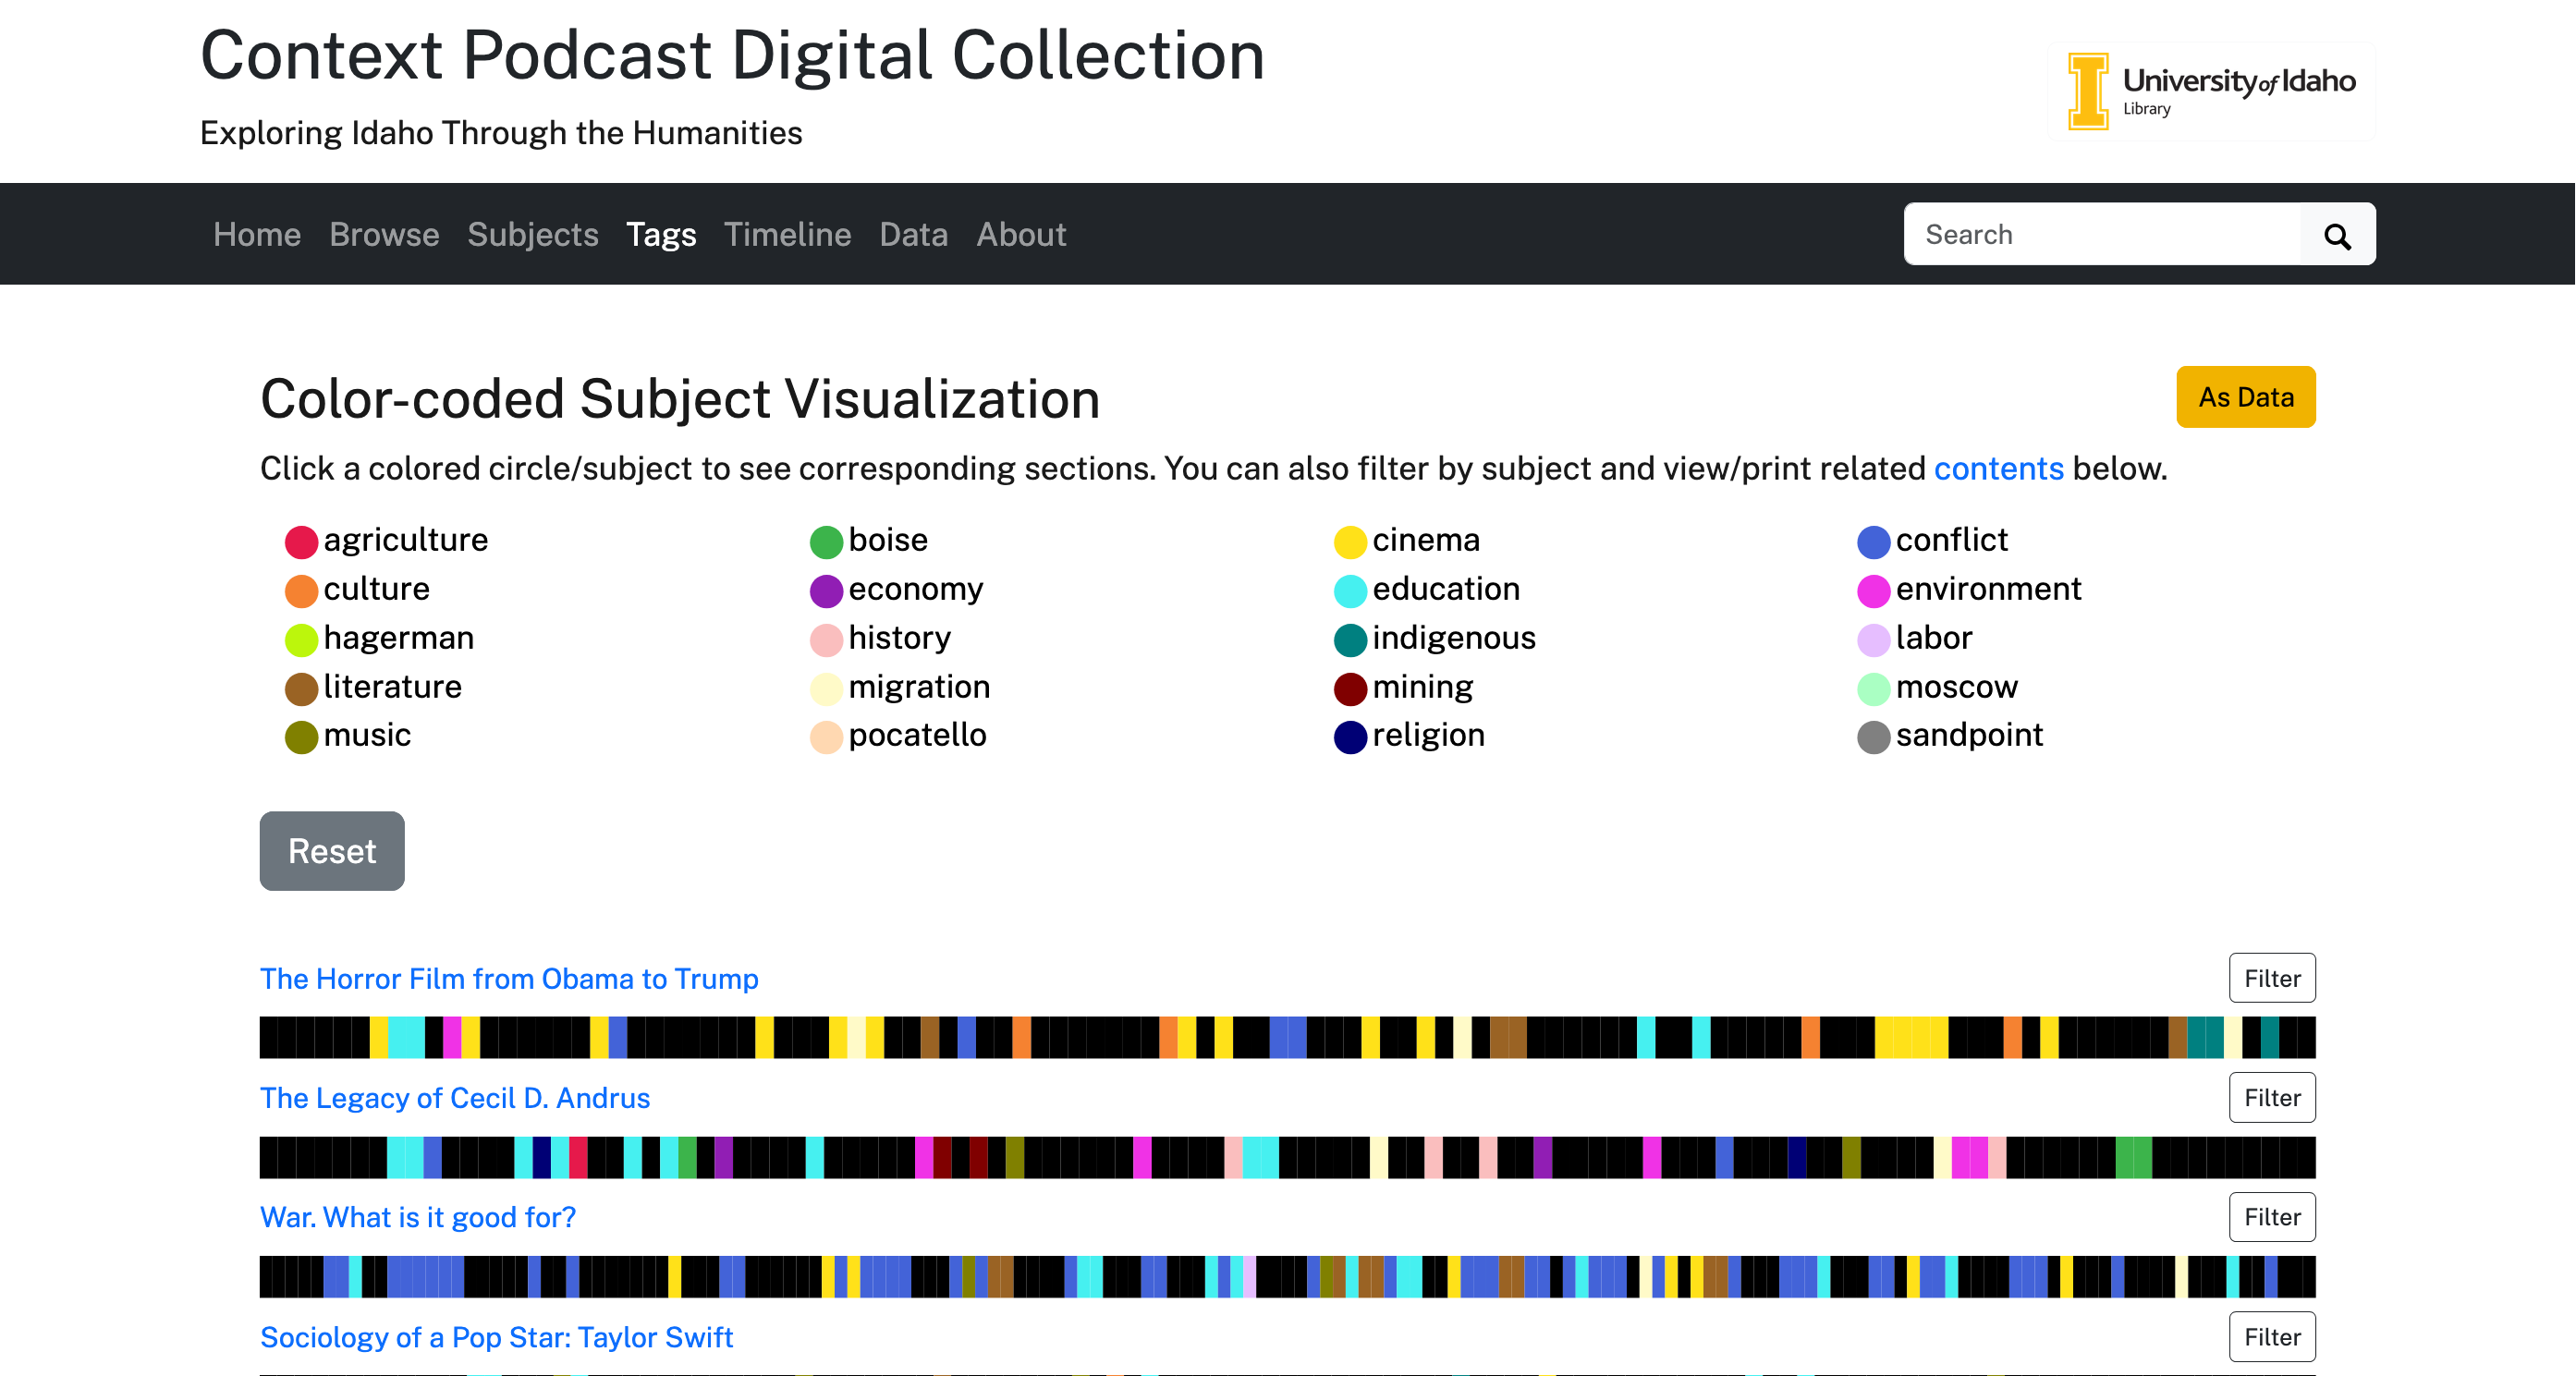 Context Podcast Digital Collection
Exploring Idaho Through the Humanities
University of Idaho
Library
Home Browse Subjects Tags Timeline Data About Search
Color-coded Subject Visualization As Data
Click a colored circle/subject to see corresponding sections. You can also filter by subject and view/print related contents below.
agriculture boise cinema conflict
culture economy education environment
hagerman history indigenous labor
literature migration mining moscow
music pocatello religion sandpoint
Reset
The Horror Film from Obama to Trump Filter
The Legacy of Cecil D. Andrus Filter
War. What is it good for? Filter
Sociology of a Pop Star: Taylor Swift Filter